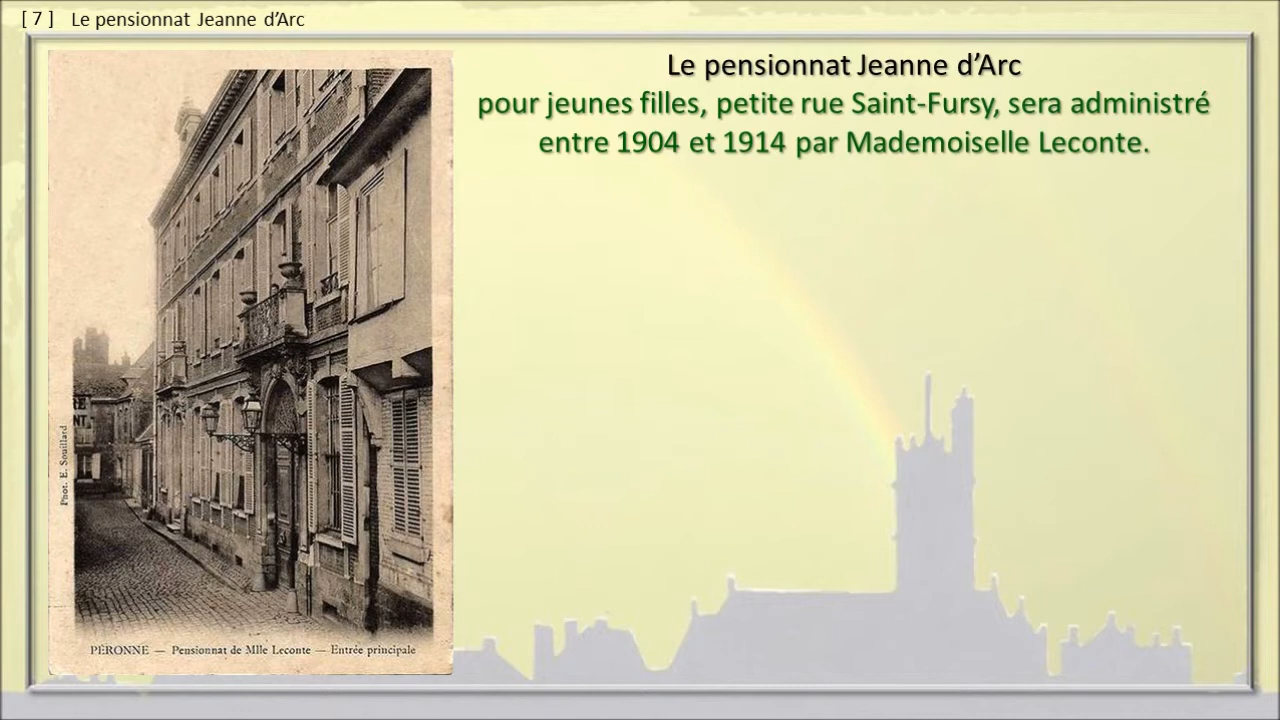 [ 7 ] Le pensionnat Jeanne d’Arc
Le pensionnat Jeanne d’Arc
pour jeunes filles, petite rue Saint-Fursy, sera administré
entre 1904 et 1914 par Mademoiselle Leconte.
Phot. E. Souillard
PÉRONNE — Pensionnat de Mlle Leconte — Entrée principale